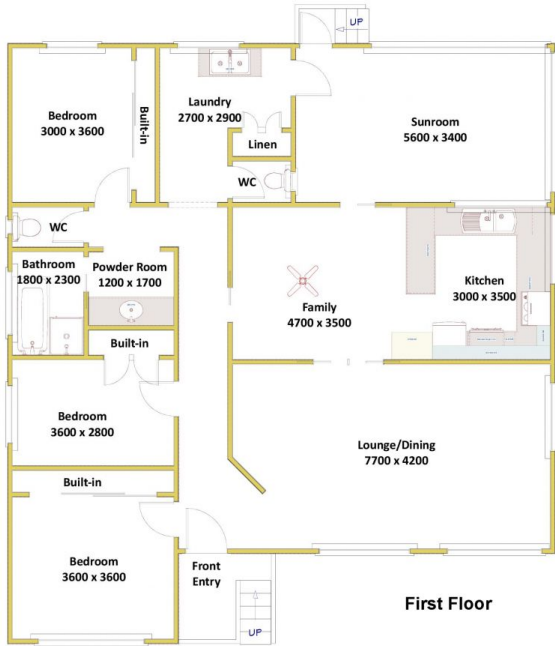 UP
Bedroom
3000 x 3600
Built-in
Laundry
2700 x 2900
Linen
Sunroom
5600 x 3400
WC
WC
Bathroom
1800 x 2300
Powder Room
1200 x 1700
Family
4700 x 3500
Kitchen
3000 x 3500
Built-in
Bedroom
3600 x 2800
Lounge/Dining
7700 x 4200
Built-in
Bedroom
3600 x 3600
Front
Entry
UP
First Floor